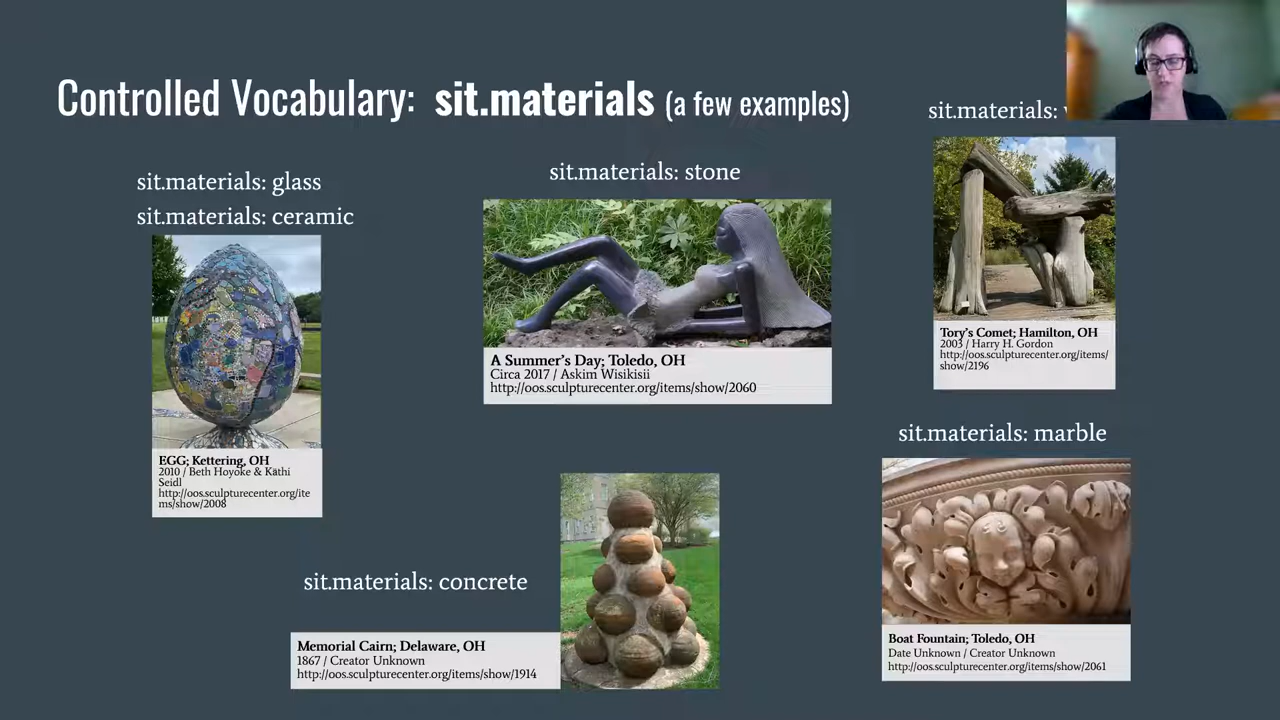 Controlled Vocabulary: sit.materials (a few examples)
sit.materials:
sit.materials: glass
sit.materials: ceramic
sit.materials: stone
EGG; Kettering, OH
2010 / Beth Hoyoke & Käthi
Seidl
http://oos.sculpturecenter.org/ite
ms/show/2008
A Summer's Day; Toledo, OH
Circa 2017 / Askim Wisikisii
http://oos.sculpturecenter.org/items/show/2060
Tory's Comet; Hamilton, OH
2003 / Harry H. Gordon
http://oos.sculpturecenter.org/items/
show/2196
sit.materials: marble
sit.materials: concrete
Memorial Cairn; Delaware, OH
1867 / Creator Unknown
http://oos.sculpturecenter.org/items/show/1914
Boat Fountain; Toledo, OH
Date Unknown / Creator Unknown
http://oos.sculpturecenter.org/items/show/2061